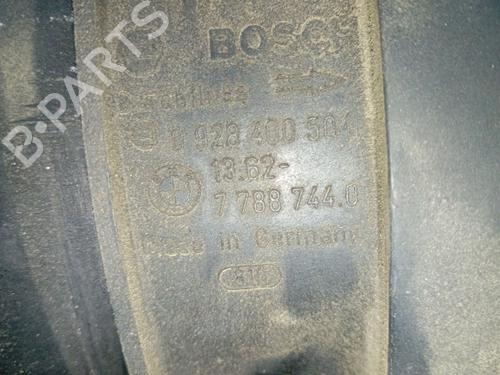 B-PARTS
BOSCH
0 928 400 504
13.62-
7 788 744.0
Made in Germany